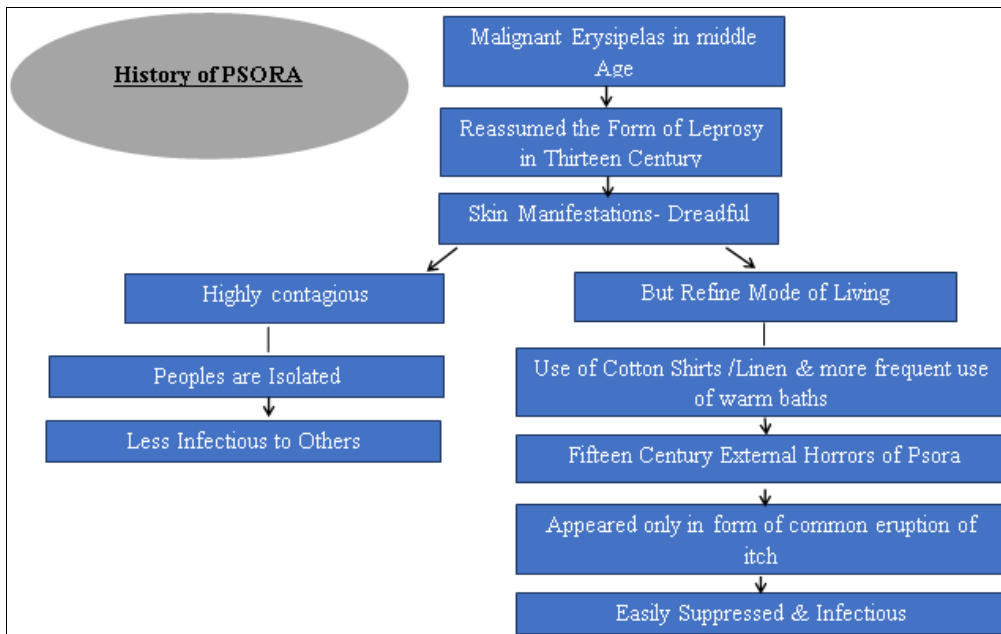 History of PSORA
Malignant Erysipelas in middle
Age
Reassumed the Form of Leprosy
in Thirteen Century
Skin Manifestations- Dreadful
Highly contagious
Peoples are Isolated
Less Infectious to Others
But Refine Mode of Living
Use of Cotton Shirts /Linen & more frequent use
of warm baths
Fifteen Century External Horrors of Psora
Appeared only in form of common eruption of
itch
Easily Suppressed & Infectious